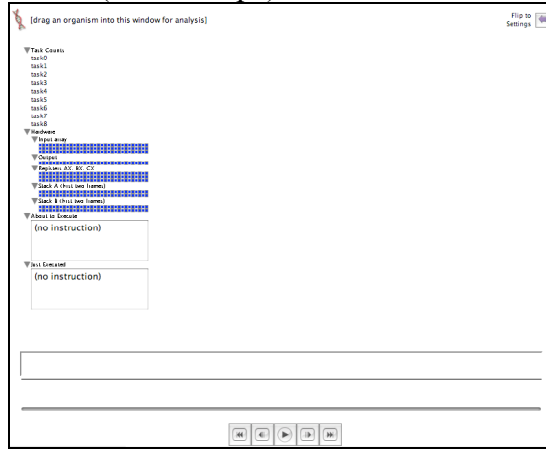 [drag an organism into this window for analysis]
Flip to
Settings
Task Counts
task0
task1
task2
task3
task4
task5
task6
task7
task8
Hardware
Input array
Output
Registers AX, BX, CX
Stack A (first two frames)
Stack B (first two frames)
About to Execute
(no instruction)
Just Executed
(no instruction)